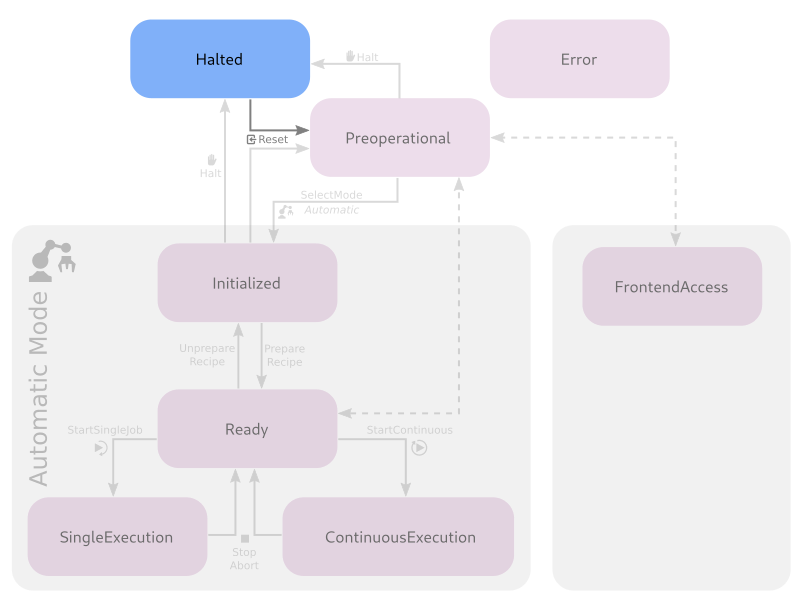 Halted
Error
Halt
Preoperational
Reset
Halt
SelectMode
Automatic
Automatic Mode
Initialized
FrontendAccess
Unprepare
Recipe
Prepare
Recipe
Ready
StartSingleJob
StartContinuous
SingleExecution
ContinuousExecution
Stop
Abort